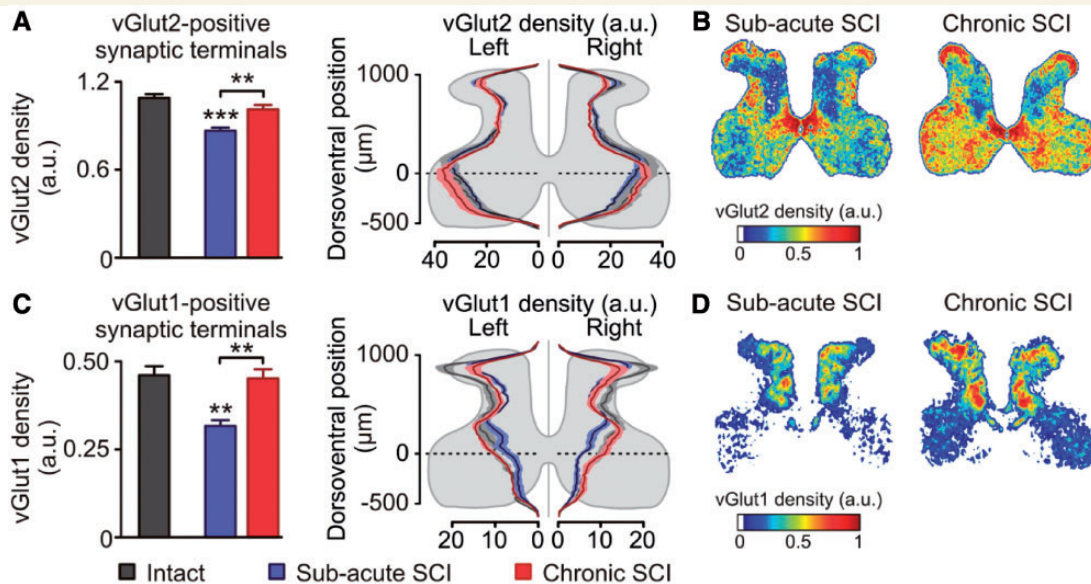 A
vGlut2-positive
synaptic terminals
1.2
0.6
0
vGlut2 density
(a.u.)
***
**
vGlut2 density (a.u.)
Left
Right
Dorsoventral position
(μm)
1000
0
-500
40
20
0
0
20
40
B
Sub-acute SCI
Chronic SCI
vGlut2 density (a.u.)
0
0.5
1
C
vGlut1-positive
synaptic terminals
0.50
0.25
0
vGlut1 density
(a.u.)
**
**
vGlut1 density (a.u.)
Left
Right
Dorsoventral position
(μm)
1000
0
-500
20
10
0
0
10
20
D
Sub-acute SCI
Chronic SCI
vGlut1 density (a.u.)
0
0.5
1
Intact
Sub-acute SCI
Chronic SCI